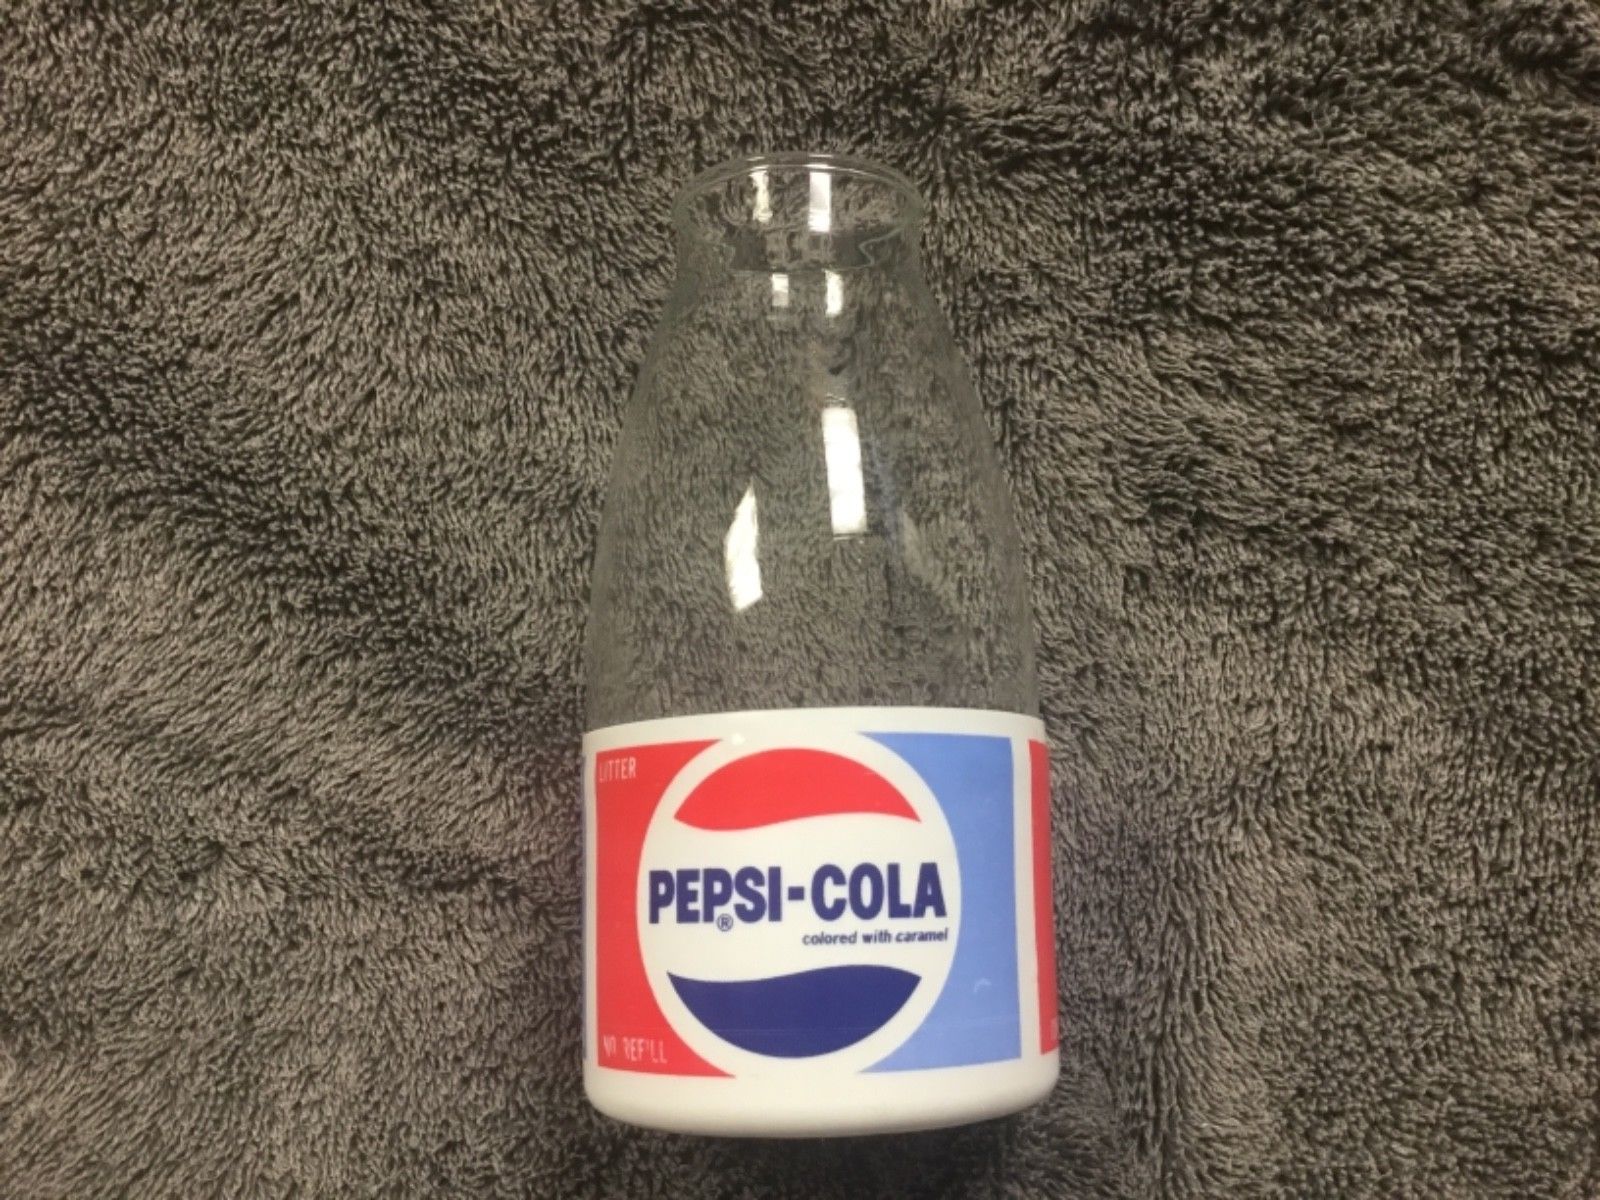 LITTER
PEPSI-COLA
®
colored with caramel
NO REFILL